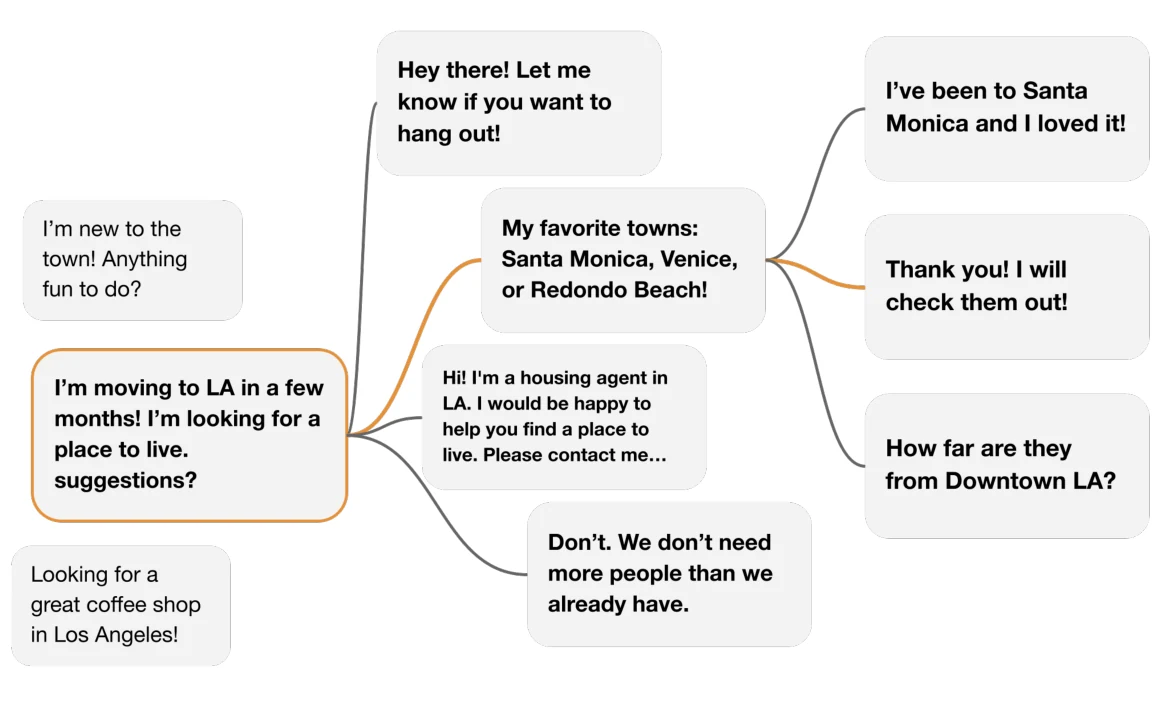 Hey there! Let me
know if you want to
hang out!
I’ve been to Santa
Monica and I loved it!
I’m new to the
town! Anything
fun to do?
My favorite towns:
Santa Monica, Venice,
or Redondo Beach!
Thank you! I will
check them out!
I’m moving to LA in a few
months! I’m looking for a
place to live.
suggestions?
Hi! I'm a housing agent in
LA. I would be happy to
help you find a place to
live. Please contact me…
How far are they
from Downtown LA?
Don’t. We don’t need
more people than we
already have.
Looking for a
great coffee shop
in Los Angeles!